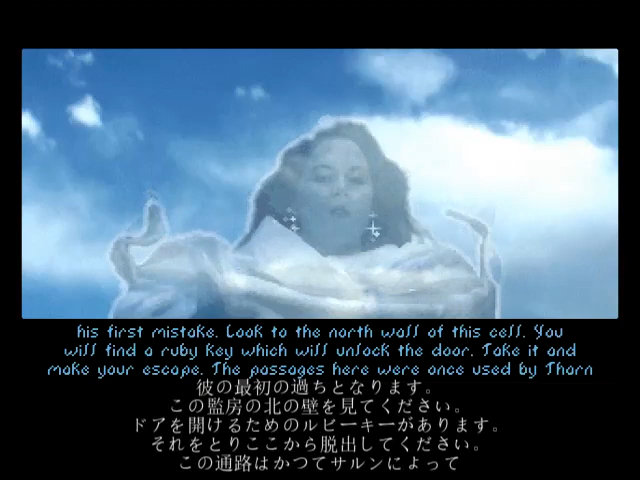 his first mistake. Look to the north wall of this cell. You
will find a ruby key which will unlock the door. Take it and
make your escape. The passages here were once used by Thorn
彼の最初の過ちとなります。
この監房の北の壁を見てください。
ドアを開けるためのルビーキーがあります。
それをとりここから脱出してください。
この通路はかつてサルンによって